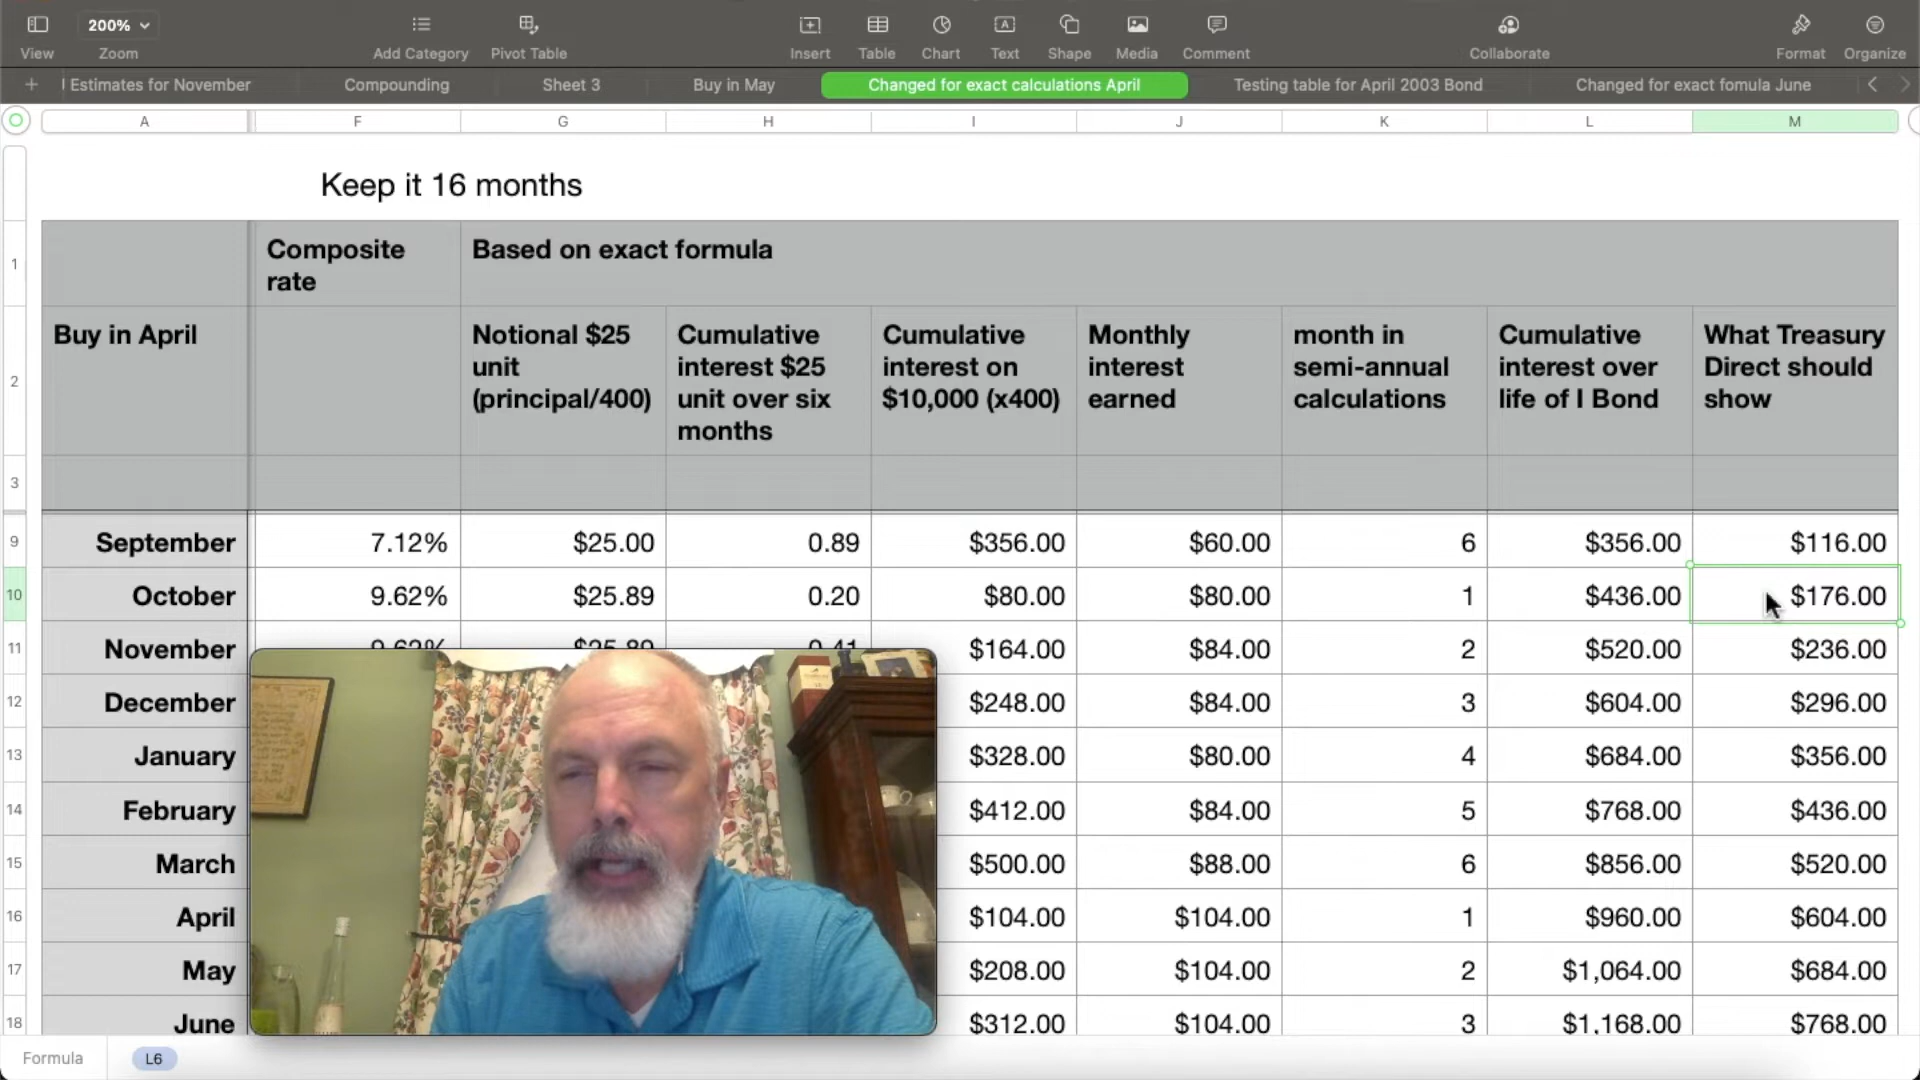 200%
View Zoom Add Category Pivot Table Insert Table Chart Text Shape Media Comment Collaborate Format Organize
Estimates for November Compounding Sheet 3 Buy in May Changed for exact calculations April Testing table for April 2003 Bond Changed for exact fomula June
A F G H I J K L M
Keep it 16 months
1 Composite rate Based on exact formula
2 Buy in April Notional $25 unit (principal/400) Cumulative interest $25 unit over six months Cumulative interest on $10,000 (x400) Monthly interest earned month in semi-annual calculations Cumulative interest over life of I Bond What Treasury Direct should show
3
9 September 7.12% $25.00 0.89 $356.00 $60.00 6 $356.00 $116.00
10 October 9.62% $25.89 0.20 $80.00 $80.00 1 $436.00 $176.00
11 November $164.00 $84.00 2 $520.00 $236.00
12 December $248.00 $84.00 3 $604.00 $296.00
13 January $328.00 $80.00 4 $684.00 $356.00
14 February $412.00 $84.00 5 $768.00 $436.00
15 March $500.00 $88.00 6 $856.00 $520.00
16 April $104.00 $104.00 1 $960.00 $604.00
17 May $208.00 $104.00 2 $1,064.00 $684.00
18 June $312.00 $104.00 3 $1,168.00 $768.00
Formula L6